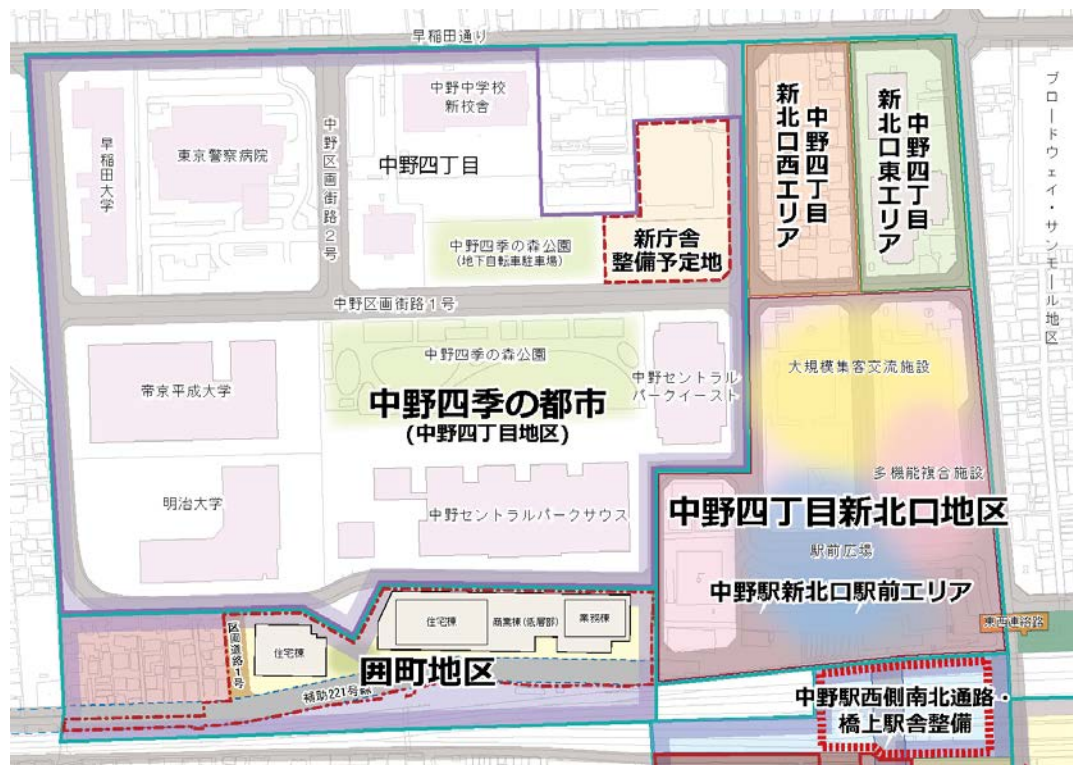 早稲田通り
中野中学校
新校舎
早稲田大学
東京警察病院
中野区画街路2号
中野四丁目
中野四季の森公園
(地下自転車駐車場)
新庁舎
整備予定地
中野四丁目
新北口西エリア
中野四丁目
新北口東エリア
ブロードウェイ・サンモール地区
中野区画街路1号
中野四季の森公園
帝京平成大学
中野セントラル
パークイースト
大規模集客交流施設
中野四季の都市
(中野四丁目地区)
多機能複合施設
明治大学
中野セントラルパークサウス
中野四丁目新北口地区
駅前広場
中野駅新北口駅前エリア
区画道路1号
住宅棟
住宅棟
商業棟(低層部)
業務棟
東西連絡路
囲町地区
補助221号線
中野駅西側南北通路・
橋上駅舎整備